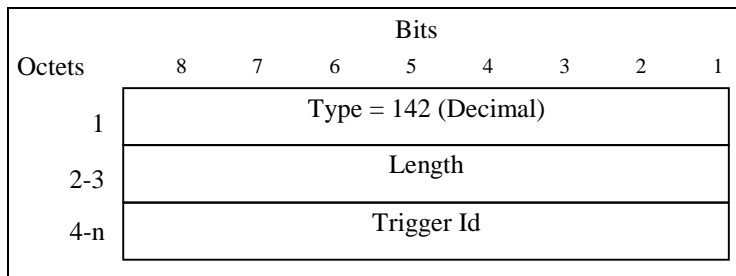 Bits
Octets 8 7 6 5 4 3 2 1
1 Type = 142 (Decimal)
2-3 Length
4-n Trigger Id